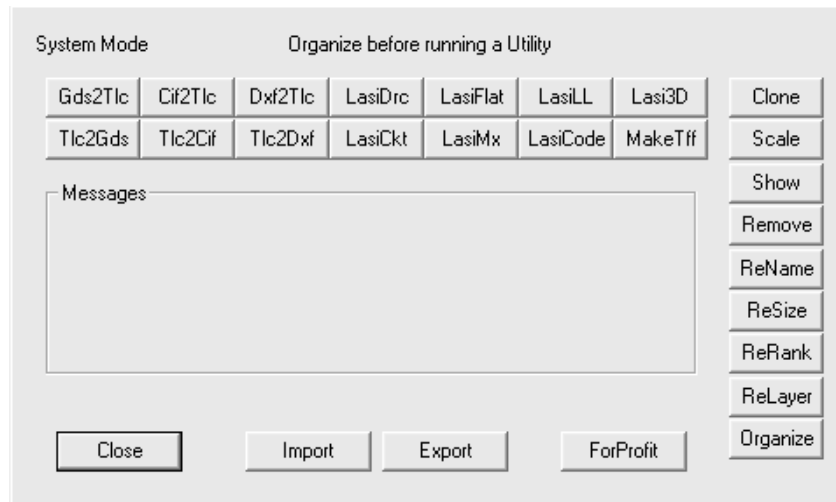 System Mode Organize before running a Utility
Gds2Tlc Cif2Tlc Dxf2Tlc LasiDrc LasiFlat LasiLL Lasi3D Clone
Tlc2Gds Tlc2Cif Tlc2Dxf LasiCkt LasiMx LasiCode MakeTff Scale
Show
Messages
Remove
ReName
ReSize
ReRank
ReLayer
Organize
Close Import Export ForProfit